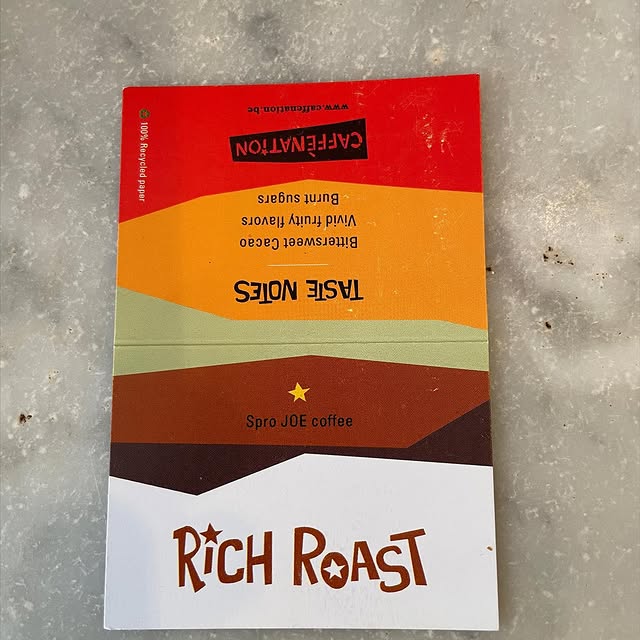 www.caffenation.be
CAFFÈNATION
100% Recycled paper
TASTE NOTES
Bittersweet Cacao
Vivid fruity flavors
Burnt sugars
Spro JOE coffee
RiCH ROAST